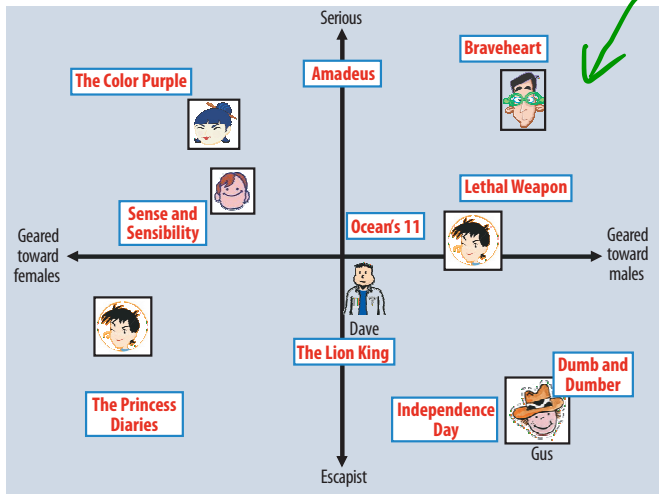 Serious
Braveheart
Amadeus
The Color Purple
Lethal Weapon
Sense and
Sensibility
Ocean's 11
Geared
toward
females
Geared
toward
males
Dave
The Lion King
Dumb and
Dumber
The Princess
Diaries
Independence
Day
Gus
Escapist